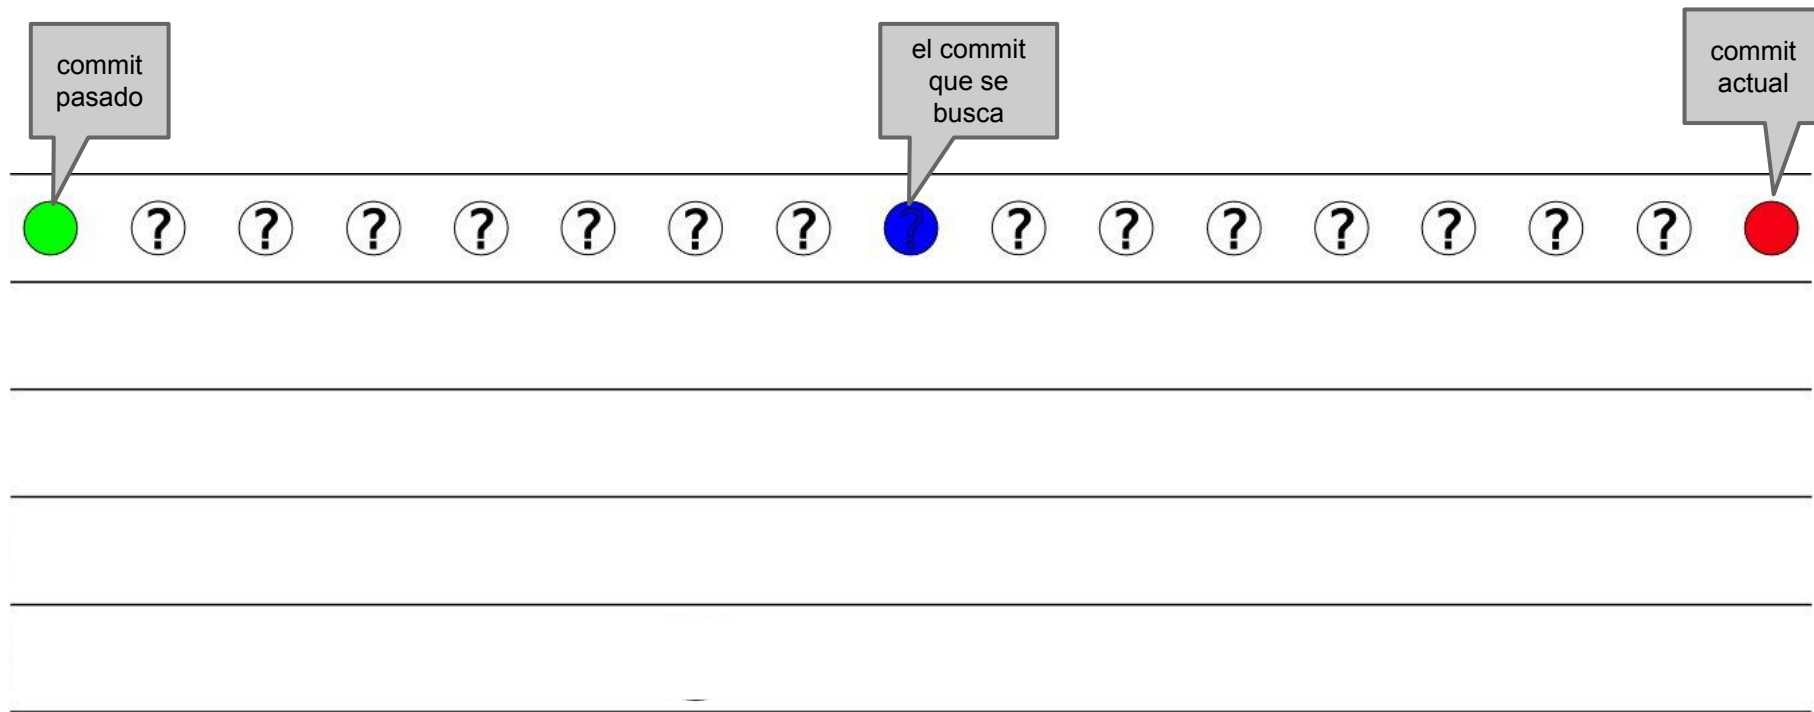 commit
pasado
el commit
que se
busca
commit
actual
? ? ? ? ? ? ? ? ? ? ? ? ? ? ?